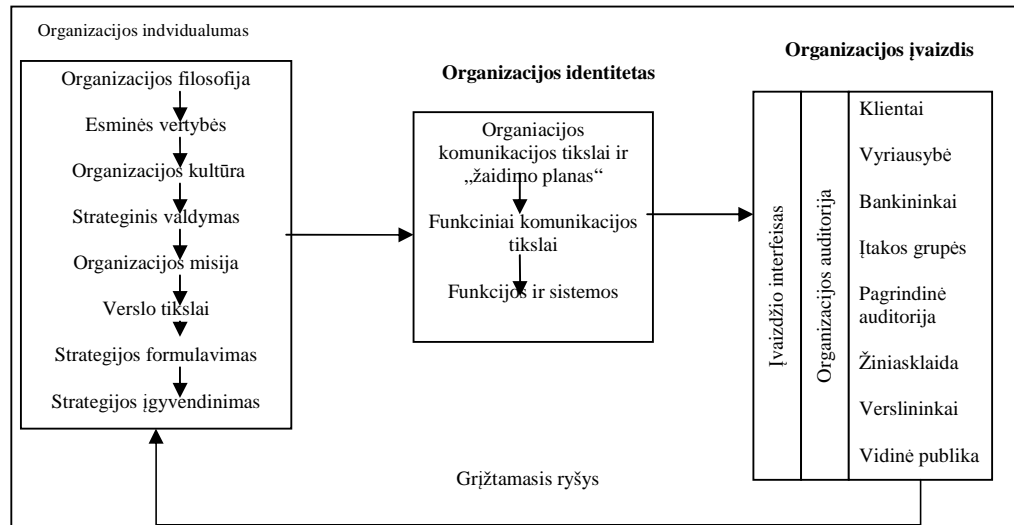 Organizacijos indvidualumas
Organizacijos filosofija
Esminės vertybės
Organizacijos kultūra
Strateginis valdymas
Organizacijos misija
Verslo tikslai
Strategijos formulavimas
Strategijos įgyvendinimas
Organizacijos identitetas
Organiacijos
komunikacijos tikslai ir
„žaidimo planas“
Funkciniai komunikacijos
tikslai
Funkcijos ir sistemos
Organizacijos įvaizdis
Įvaizdžio interfeisas
Organizacijos auditorija
Klientai
Vyriausybė
Bankininkai
Įtakos grupės
Pagrindinė
auditorija
Žiniasklaida
Verslininkai
Vidinė publika
Grįžtamasis ryšys